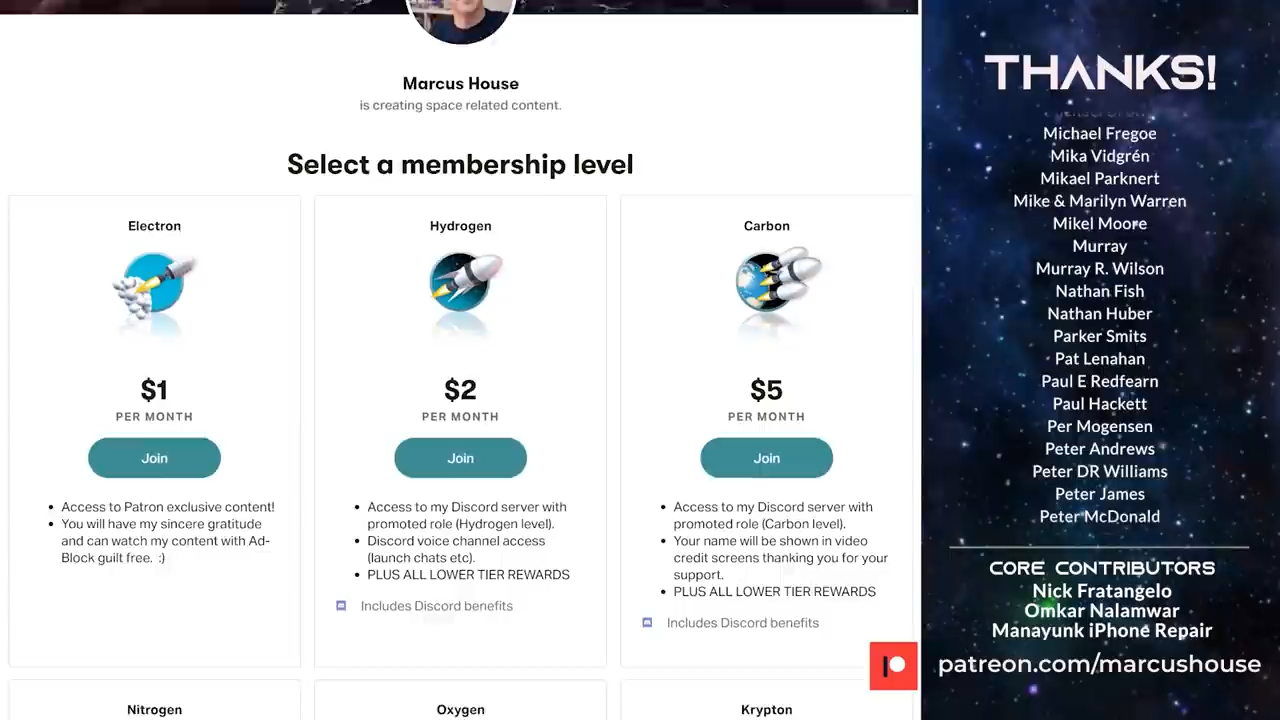 Marcus House
is creating space related content.
Select a membership level
Electron
$1
PER MONTH
Join
• Access to Patron exclusive content!
• You will have my sincere gratitude
and can watch my content with Ad-
Block guilt free. :)
Hydrogen
$2
PER MONTH
Join
• Access to my Discord server with
promoted role (Hydrogen level).
• Discord voice channel access
(launch chats etc).
• PLUS ALL LOWER TIER REWARDS
Includes Discord benefits
Carbon
$5
PER MONTH
Join
• Access to my Discord server with
promoted role (Carbon level).
• Your name will be shown in video
credit screens thanking you for your
support.
• PLUS ALL LOWER TIER REWARDS
Includes Discord benefits
Nitrogen
Oxygen
Krypton
THANKS!
Michael Fregoe
Mika Vidgrén
Mikael Parknert
Mike & Marilyn Warren
Mikel Moore
Murray
Murray R. Wilson
Nathan Fish
Nathan Huber
Parker Smits
Pat Lenahan
Paul E Redfearn
Paul Hackett
Per Mogensen
Peter Andrews
Peter DR Williams
Peter James
Peter McDonald
CORE CONTRIBUTORS
Nick Fratangelo
Omkar Nalamwar
Manayunk iPhone Repair
patreon.com/marcushouse